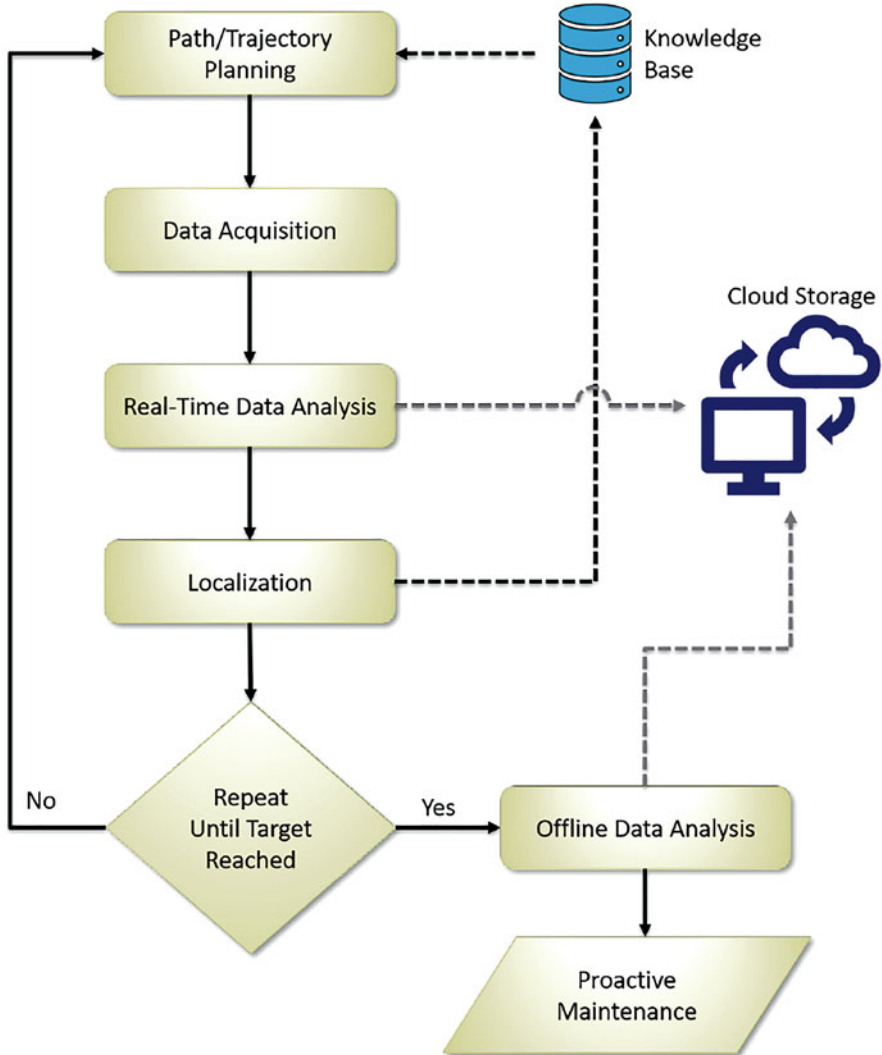 Path/Trajectory
Planning
Knowledge
Base
Data Acquisition
Cloud Storage
Real-Time Data Analysis
Localization
No
Repeat
Until Target
Reached
Yes
Offline Data Analysis
Proactive
Maintenance